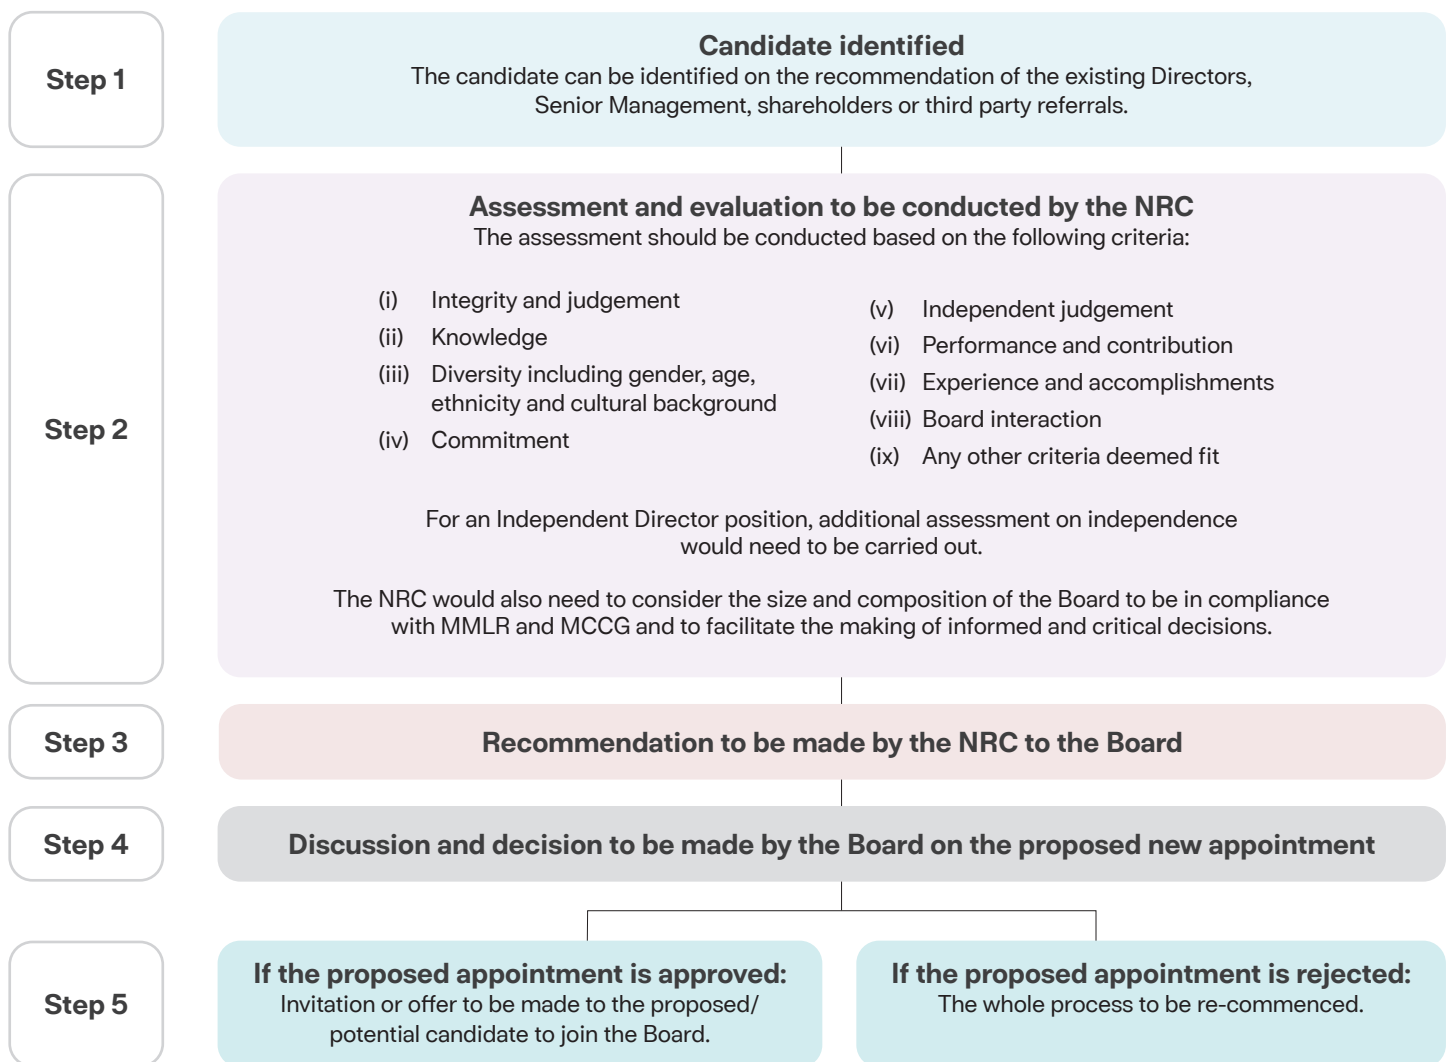 Step 1
Candidate identified
The candidate can be identified on the recommendation of the existing Directors,
Senior Management, shareholders or third party referrals.
Step 2
Assessment and evaluation to be conducted by the NRC
The assessment should be conducted based on the following criteria:
(i) Integrity and judgement
(ii) Knowledge
(iii) Diversity including gender, age,
ethnicity and cultural background
(iv) Commitment
(v) Independent judgement
(vi) Performance and contribution
(vii) Experience and accomplishments
(viii) Board interaction
(ix) Any other criteria deemed fit
For an Independent Director position, additional assessment on independence
would need to be carried out.
The NRC would also need to consider the size and composition of the Board to be in compliance
with MMLR and MCCG and to facilitate the making of informed and critical decisions.
Step 3
Recommendation to be made by the NRC to the Board
Step 4
Discussion and decision to be made by the Board on the proposed new appointment
Step 5
If the proposed appointment is approved:
Invitation or offer to be made to the proposed/
potential candidate to join the Board.
If the proposed appointment is rejected:
The whole process to be re-commenced.